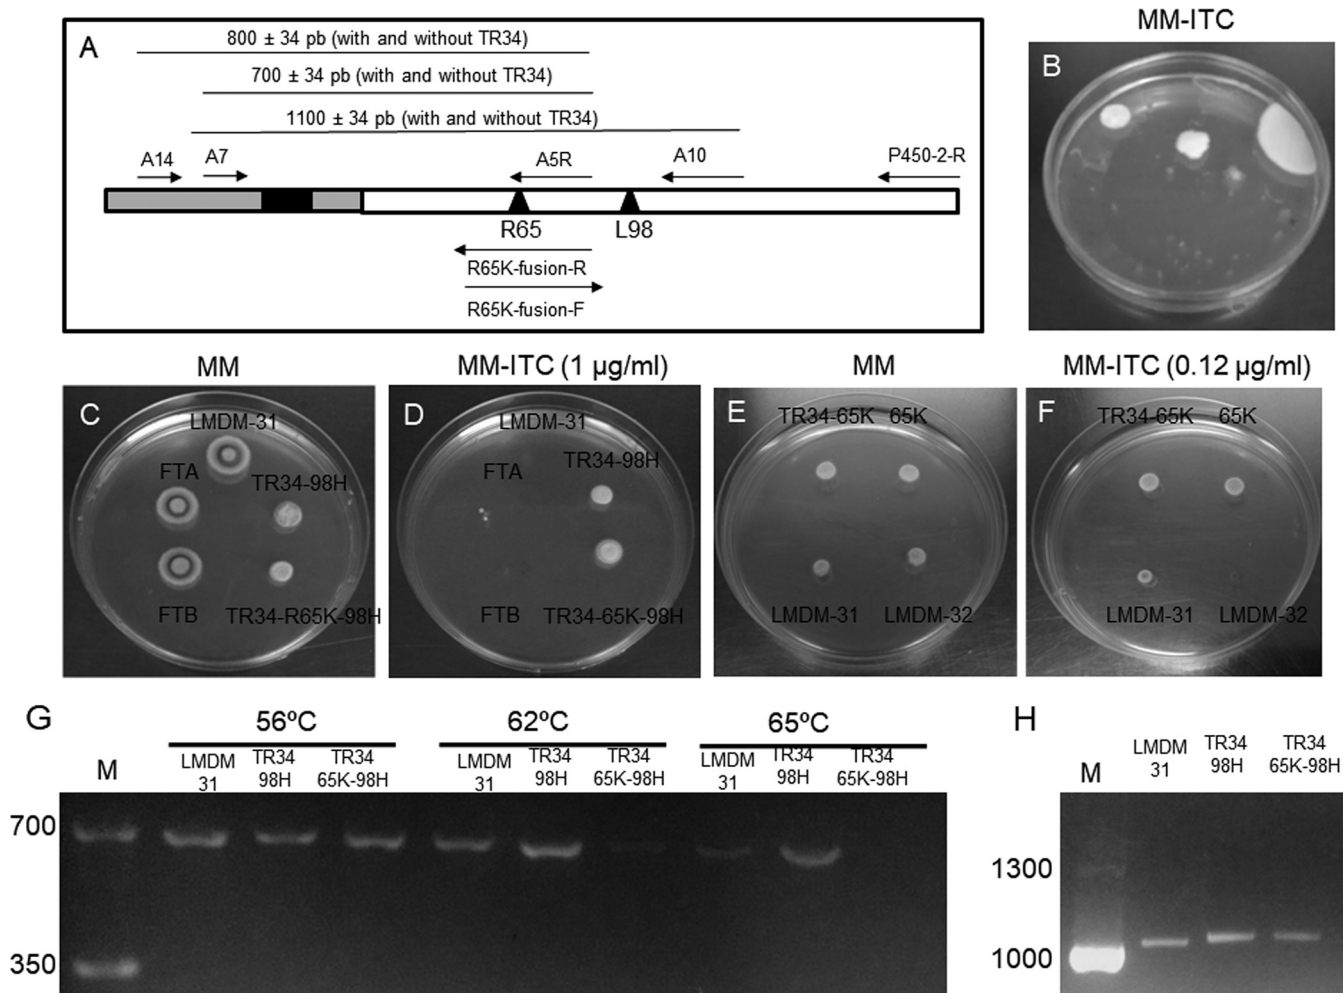 MM-ITC
A
800 ± 34 pb (with and without TR34)
700 ± 34 pb (with and without TR34)
1100 ± 34 pb (with and without TR34)
A14 A7 A5R A10 P450-2-R
R65 L98
R65K-fusion-R
R65K-fusion-F
B
MM MM-ITC (1 µg/ml) MM MM-ITC (0.12 µg/ml)
C
LMDM-31
FTA
TR34-98H
FTB
TR34-R65K-98H
D
LMDM-31
FTA
TR34-98H
FTB
TR34-65K-98H
E
TR34-65K 65K
LMDM-31 LMDM-32
F
TR34-65K 65K
LMDM-31 LMDM-32
G
56ºC 62ºC 65ºC
M
LMDM TR34 TR34 LMDM TR34 TR34 LMDM TR34 TR34
31 98H 65K-98H 31 98H 65K-98H 31 98H 65K-98H
700
350
H
M
LMDM TR34 TR34
31 98H 65K-98H
1300
1000